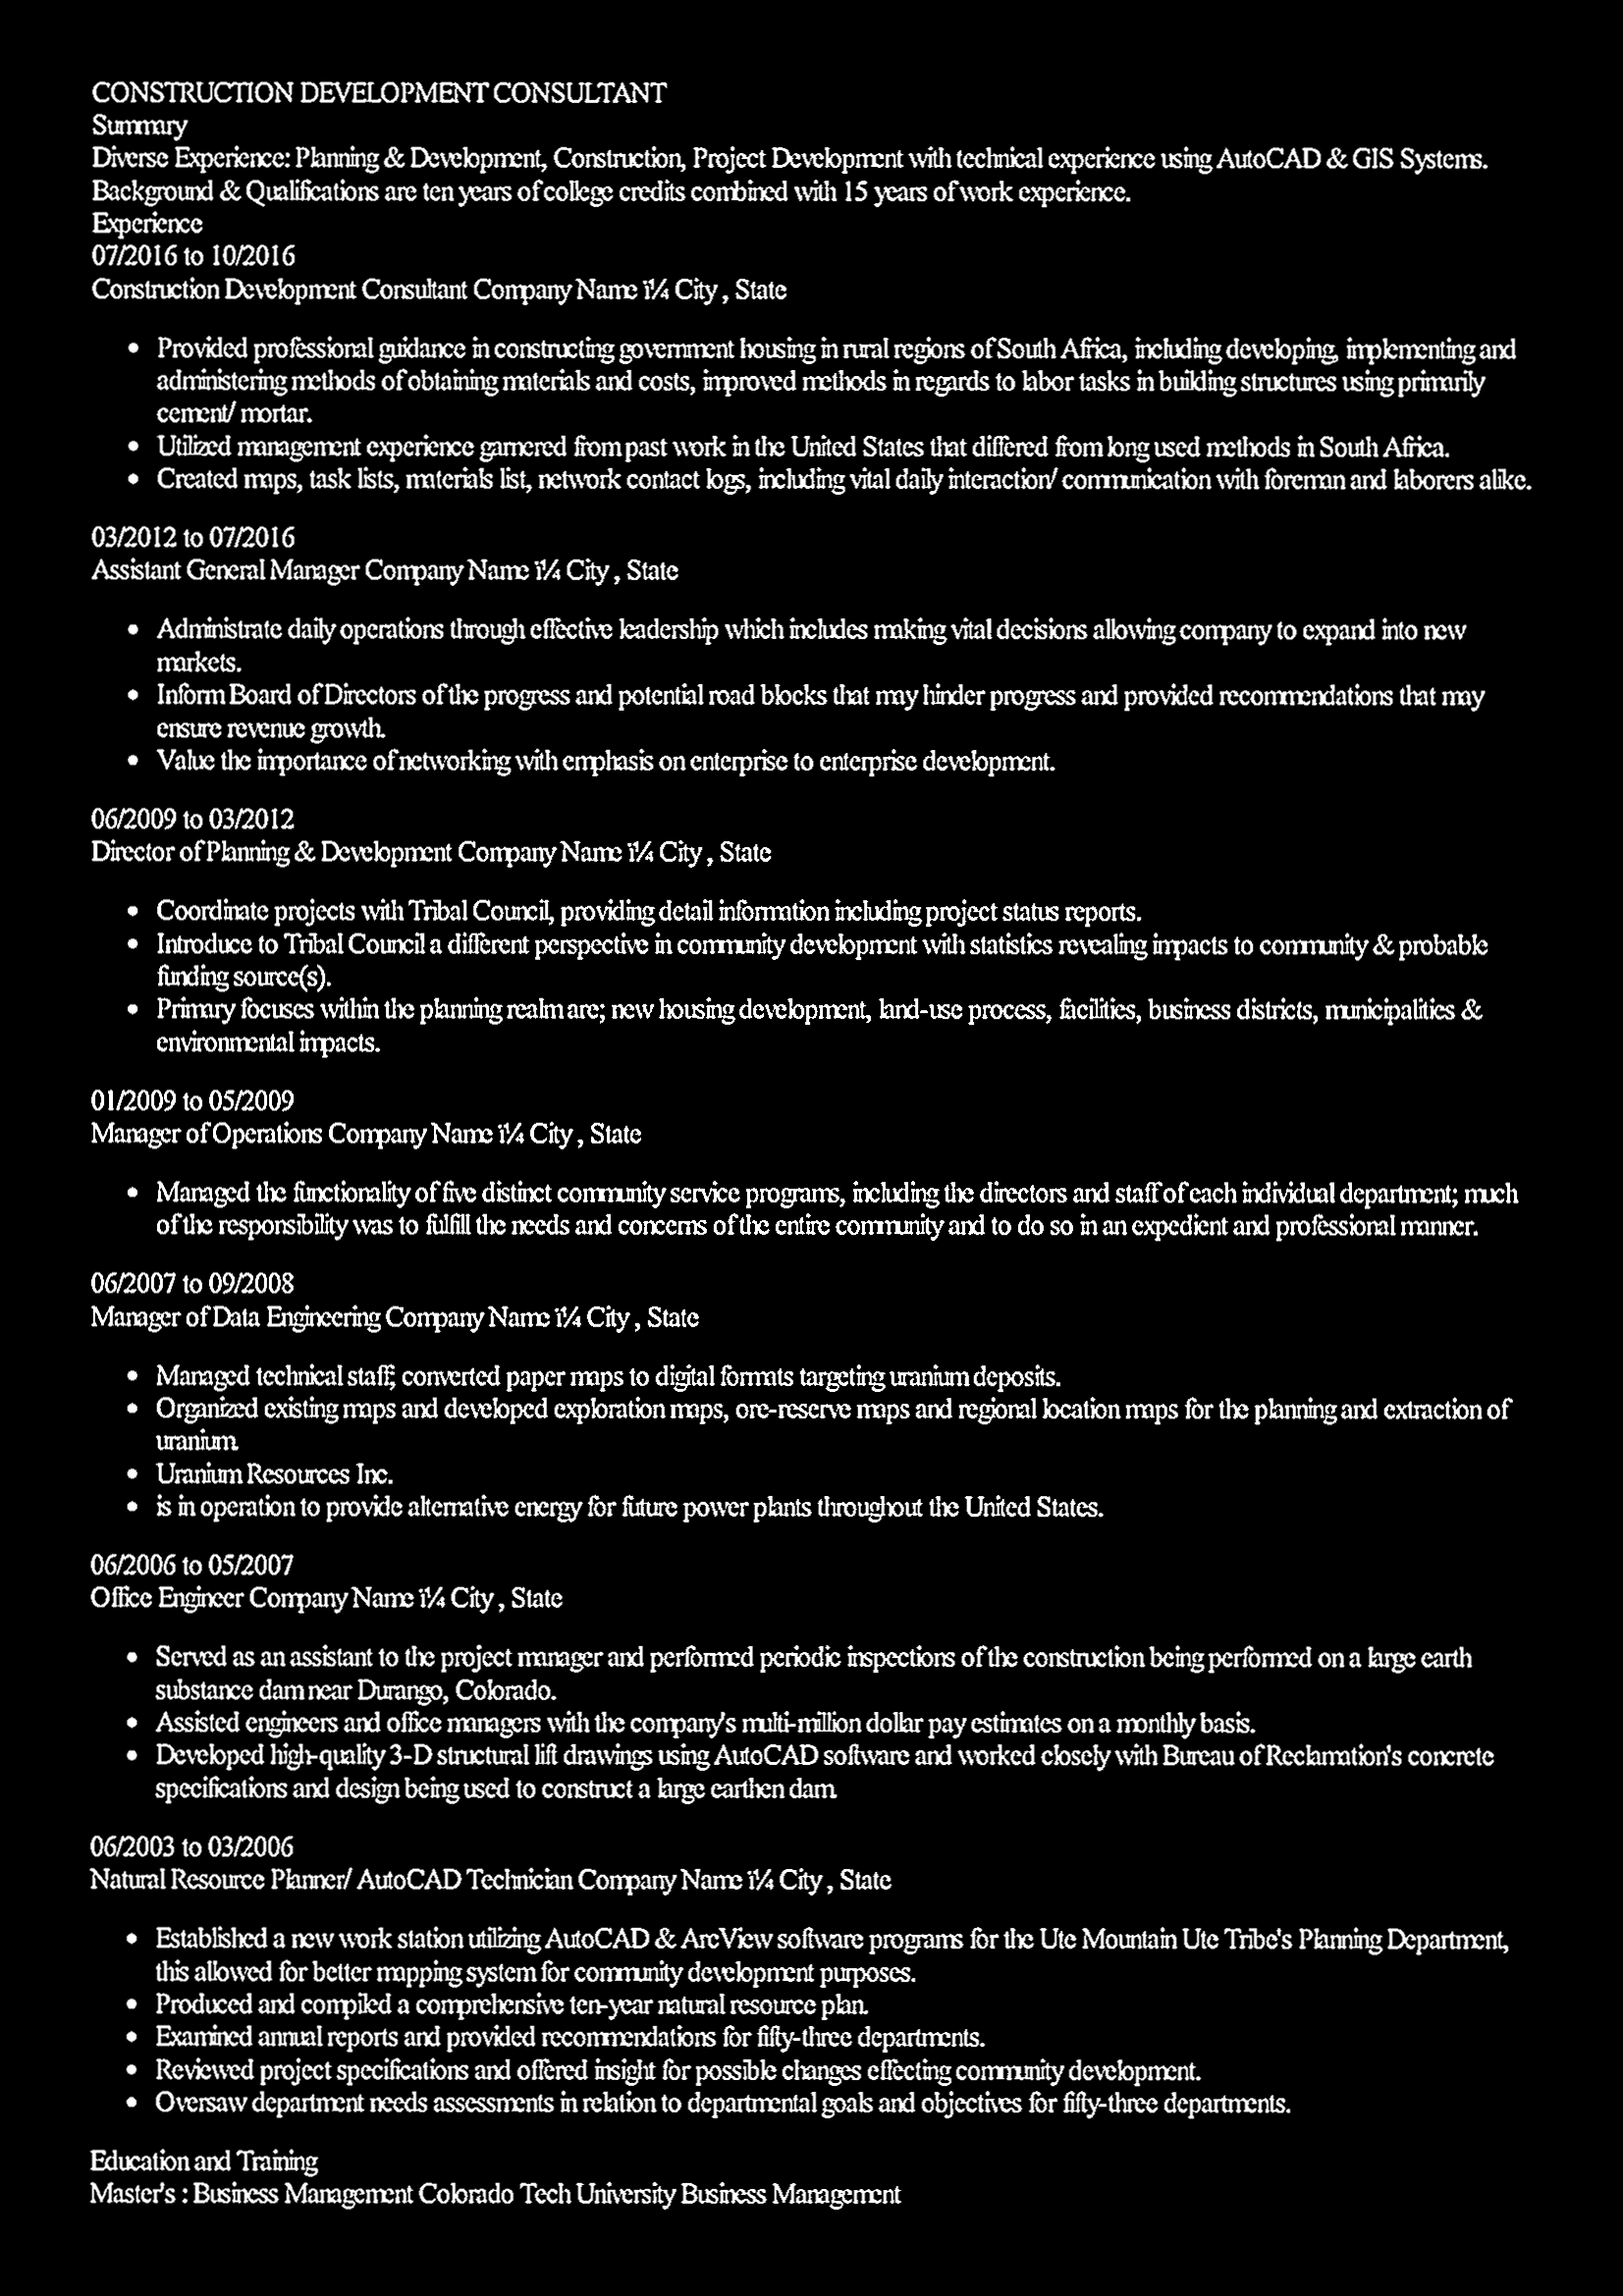 CONSTRUCTION DEVELOPMENT CONSULTANT
Summary
Diverse Experience: Planning & Development, Construction, Project Development with technical experience using AutoCAD & GIS Systems.
Background & Qualifications are ten years of college credits combined with 15 years of work experience.
Experience
07/2016 to 10/2016
Construction Development Consultant Company Name ï¼ City , State
• Provided professional guidance in constructing government housing in rural regions of South Africa, including developing, implementing and
administering methods of obtaining materials and costs, improved methods in regards to labor tasks in building structures using primarily
cement/ mortar.
• Utilized management experience garnered from past work in the United States that differed from long used methods in South Africa.
• Created maps, task lists, materials list, network contact logs, including vital daily interaction/ communication with foreman and laborers alike.
03/2012 to 07/2016
Assistant General Manager Company Name ï¼ City , State
• Administrate daily operations through effective leadership which includes making vital decisions allowing company to expand into new
markets.
• Inform Board of Directors of the progress and potential road blocks that may hinder progress and provided recommendations that may
ensure revenue growth.
• Value the importance of networking with emphasis on enterprise to enterprise development.
06/2009 to 03/2012
Director of Planning & Development Company Name ï¼ City , State
• Coordinate projects with Tribal Council, providing detail information including project status reports.
• Introduce to Tribal Council a different perspective in community development with statistics revealing impacts to community & probable
funding source(s).
• Primary focuses within the planning realm are; new housing development, land-use process, facilities, business districts, municipalities &
environmental impacts.
01/2009 to 05/2009
Manager of Operations Company Name ï¼ City , State
• Managed the functionality of five distinct community service programs, including the directors and staff of each individual department; much
of the responsibility was to fulfill the needs and concerns of the entire community and to do so in an expedient and professional manner.
06/2007 to 09/2008
Manager of Data Engineering Company Name ï¼ City , State
• Managed technical staff; converted paper maps to digital formats targeting uranium deposits.
• Organized existing maps and developed exploration maps, ore-reserve maps and regional location maps for the planning and extraction of
uranium.
• Uranium Resources Inc.
• is in operation to provide alternative energy for future power plants throughout the United States.
06/2006 to 05/2007
Office Engineer Company Name ï¼ City , State
• Served as an assistant to the project manager and performed periodic inspections of the construction being performed on a large earth
substance dam near Durango, Colorado.
• Assisted engineers and office managers with the company's multi-million dollar pay estimates on a monthly basis.
• Developed high-quality 3-D structural lift drawings using AutoCAD software and worked closely with Bureau of Reclamation's concrete
specifications and design being used to construct a large earthen dam.
06/2003 to 03/2006
Natural Resource Planner/ AutoCAD Technician Company Name ï¼ City , State
• Established a new work station utilizing AutoCAD & ArcView software programs for the Ute Mountain Ute Tribe's Planning Department,
this allowed for better mapping system for community development purposes.
• Produced and compiled a comprehensive ten-year natural resource plan.
• Examined annual reports and provided recommendations for fifty-three departments.
• Reviewed project specifications and offered insight for possible changes effecting community development.
• Oversaw department needs assessments in relation to departmental goals and objectives for fifty-three departments.
Education and Training
Master's : Business Management Colorado Tech University Business Management